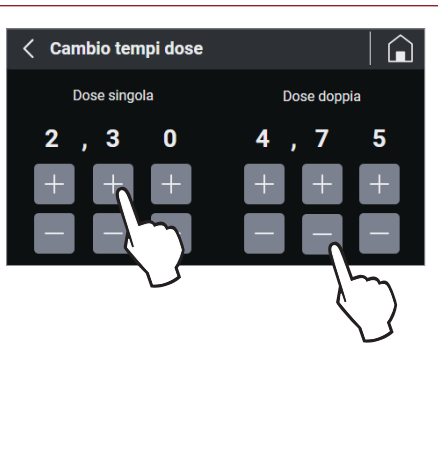 Cambio tempi dose
Dose singola
Dose doppia
2 , 3 0
4 , 7 5
+ + + + + +
− − − − −